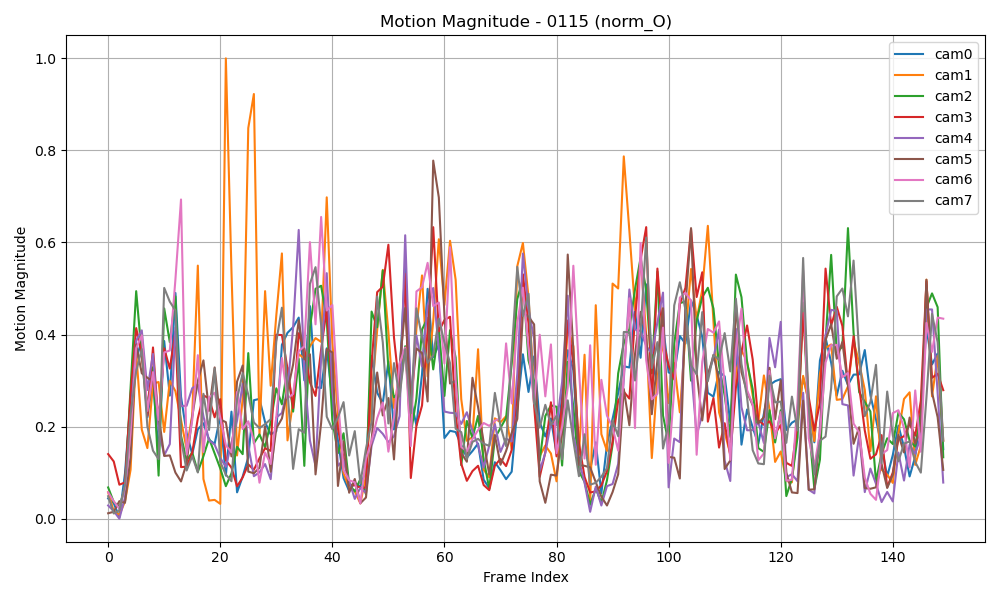 Motion Magnitude - 0115 (norm_O)
Motion Magnitude
1.0
0.8
0.6
0.4
0.2
0.0
0 20 40 60 80 100 120 140
Frame Index
cam0
cam1
cam2
cam3
cam4
cam5
cam6
cam7